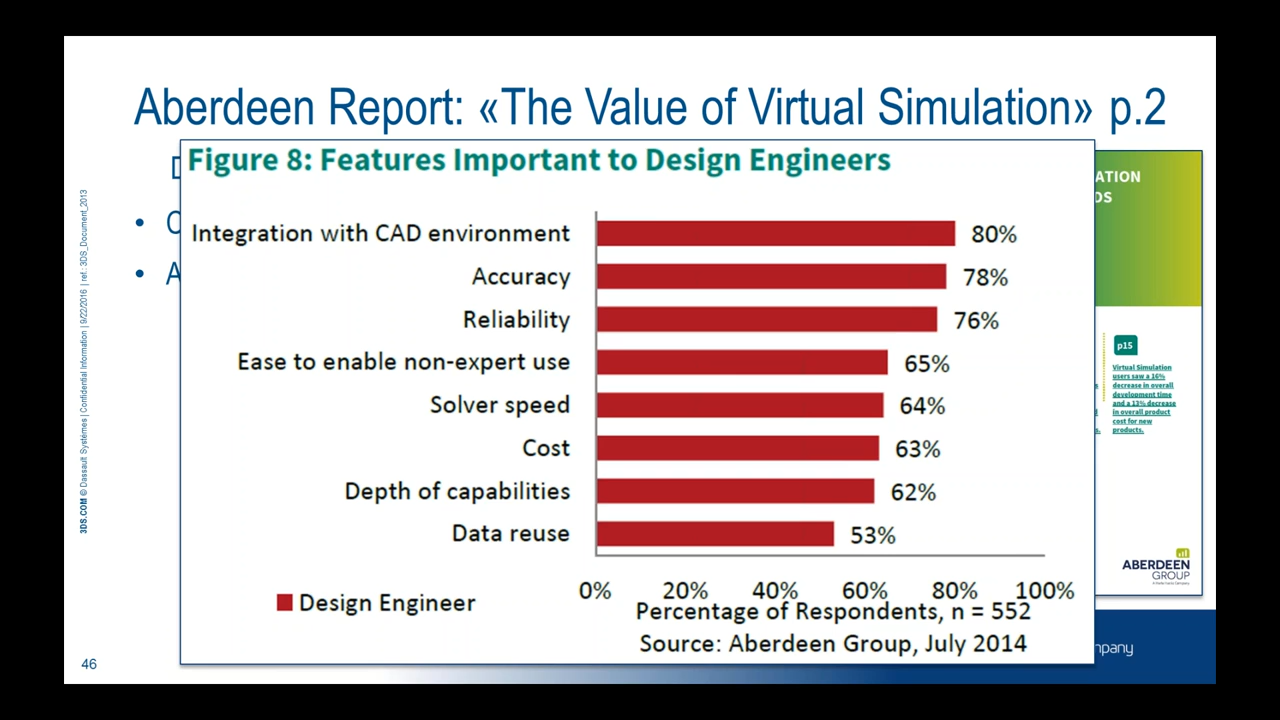 Aberdeen Report: «The Value of Virtual Simulation» p.2
Figure 8: Features Important to Design Engineers
Integration with CAD environment 80%
Accuracy 78%
Reliability 76%
Ease to enable non-expert use 65%
Solver speed 64%
Cost 63%
Depth of capabilities 62%
Data reuse 53%
0% 20% 40% 60% 80% 100%
Design Engineer
Percentage of Respondents, n = 552
Source: Aberdeen Group, July 2014
p15
Virtual Simulation
users saw a 16%
decrease in overall
development time
and a 13% decrease
in overall product
cost for new
products.
ABERDEEN
GROUP
3DS.COM © Dassault Systèmes | Confidential Information | 9/22/2016 | ref.: 3DS_Document_2013
46